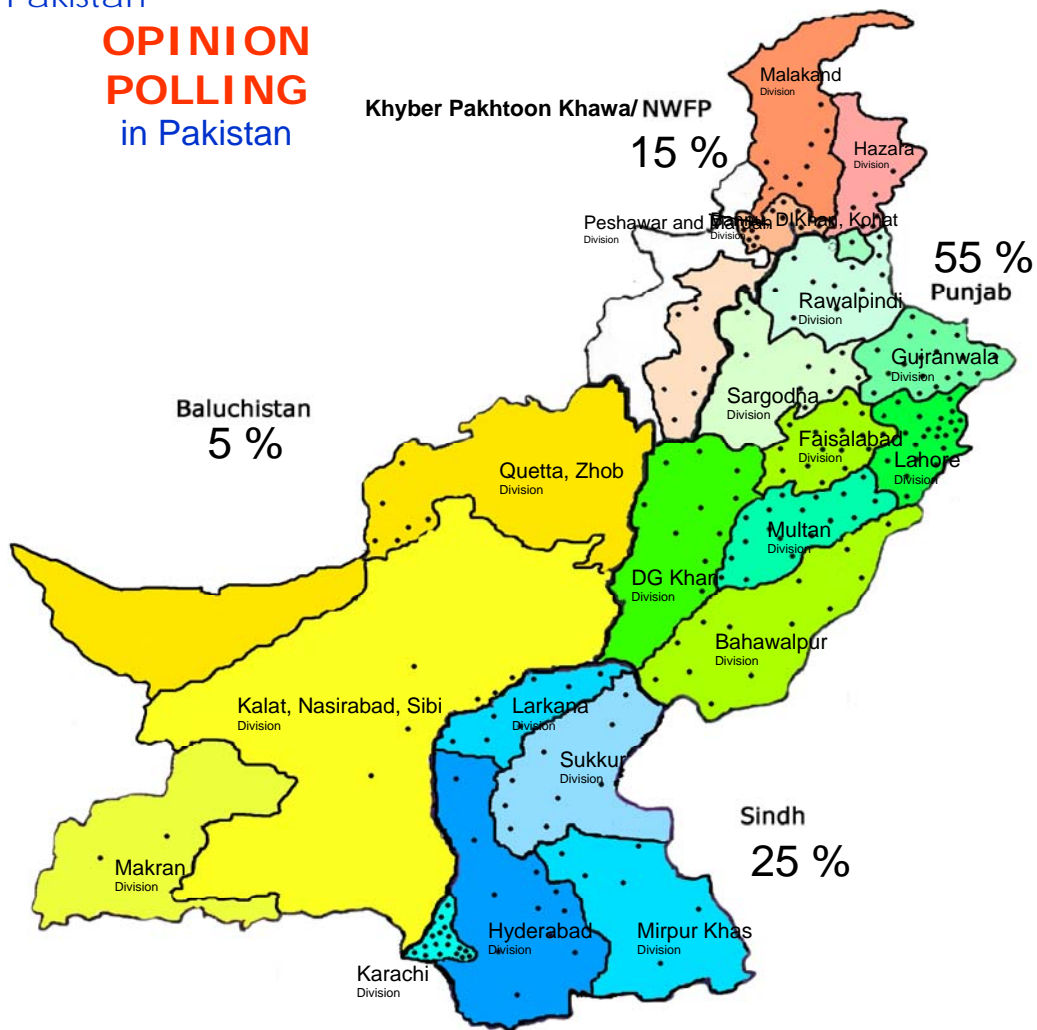 Pakistan
OPINION
POLLING
in Pakistan
Malakand
Division
Khyber Pakhtoon Khawa/ NWFP
15 %
Hazara
Division
Peshawar and
Division
DIKhan, Kohat
Division
55 %
Punjab
Rawalpindi
Division
Gujranwala
Division
Sargodha
Division
Baluchistan
5 %
Faisalabad
Division
Lahore
Division
Quetta, Zhob
Division
Multan
Division
DG Khan
Division
Bahawalpur
Division
Kalat, Nasirabad, Sibi
Division
Larkana
Division
Sukkur
Division
Sindh
25 %
Makran
Division
Hyderabad
Division
Mirpur Khas
Division
Karachi
Division